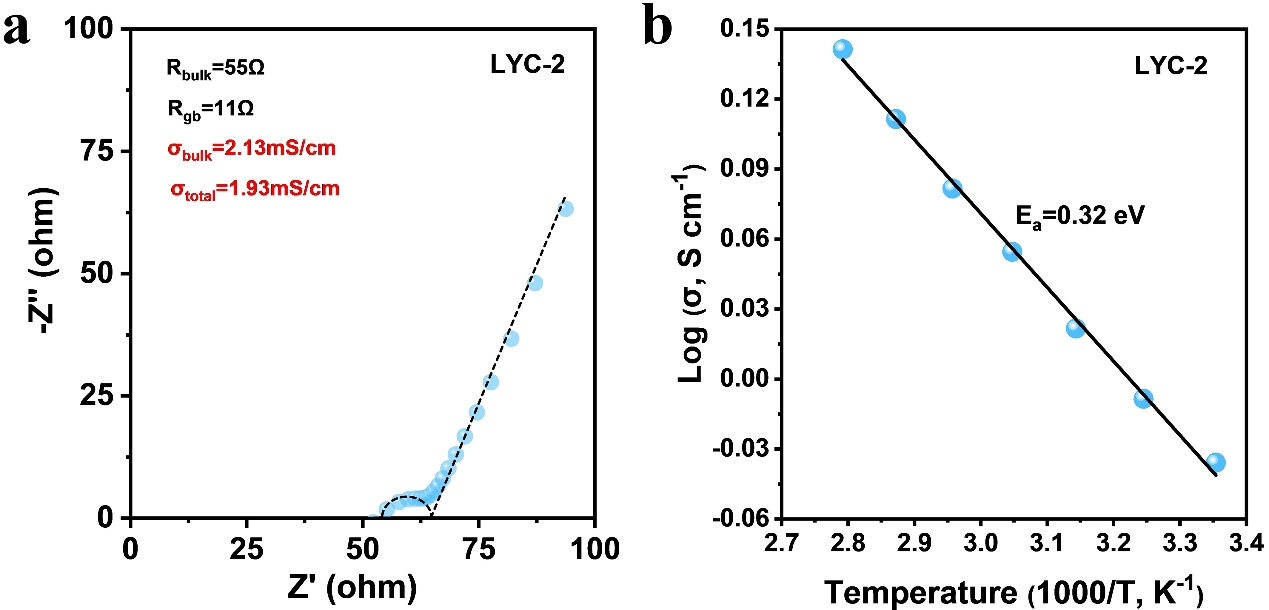 a
100
75
50
25
0
-Z'' (ohm)
R_bulk=55Ω
R_gb=11Ω
σ_bulk=2.13mS/cm
σ_total=1.93mS/cm
LYC-2
0 25 50 75 100
Z' (ohm)
b
0.15
0.12
0.09
0.06
0.03
0.00
-0.03
-0.06
Log (σ, S cm⁻¹)
LYC-2
E_a=0.32 eV
2.7 2.8 2.9 3.0 3.1 3.2 3.3 3.4
Temperature (1000/T, K⁻¹)